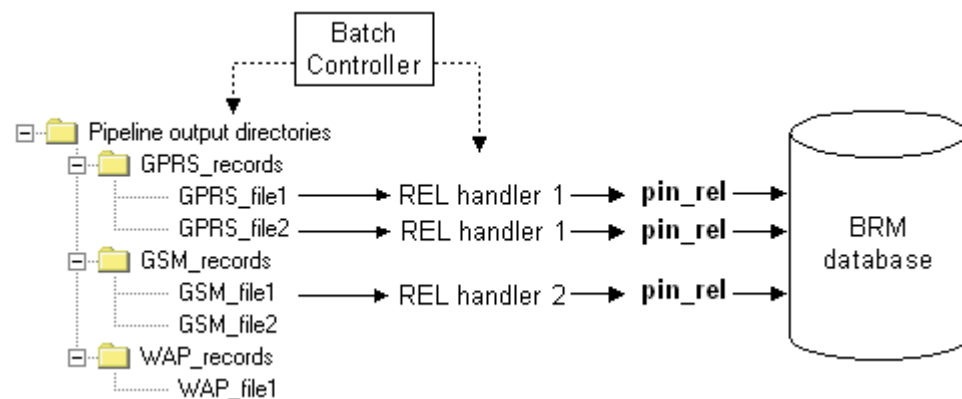 Batch
Controller
Pipeline output directories
GPRS_records
GPRS_file1 REL handler 1 pin_rel
GPRS_file2 REL handler 1 pin_rel
GSM_records
GSM_file1 REL handler 2 pin_rel
GSM_file2
WAP_records
WAP_file1
BRM
database